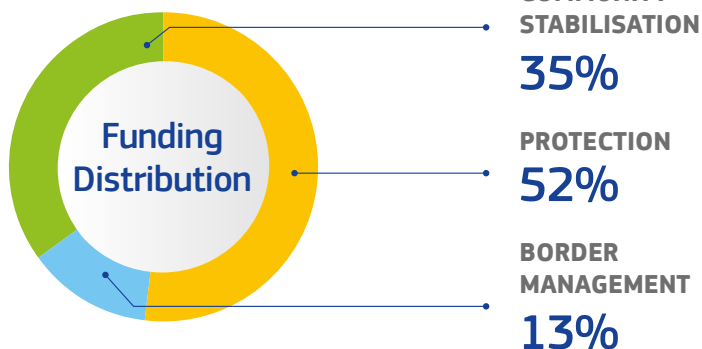 STABILISATION
35%
Funding
Distribution
PROTECTION
52%
BORDER
MANAGEMENT
13%